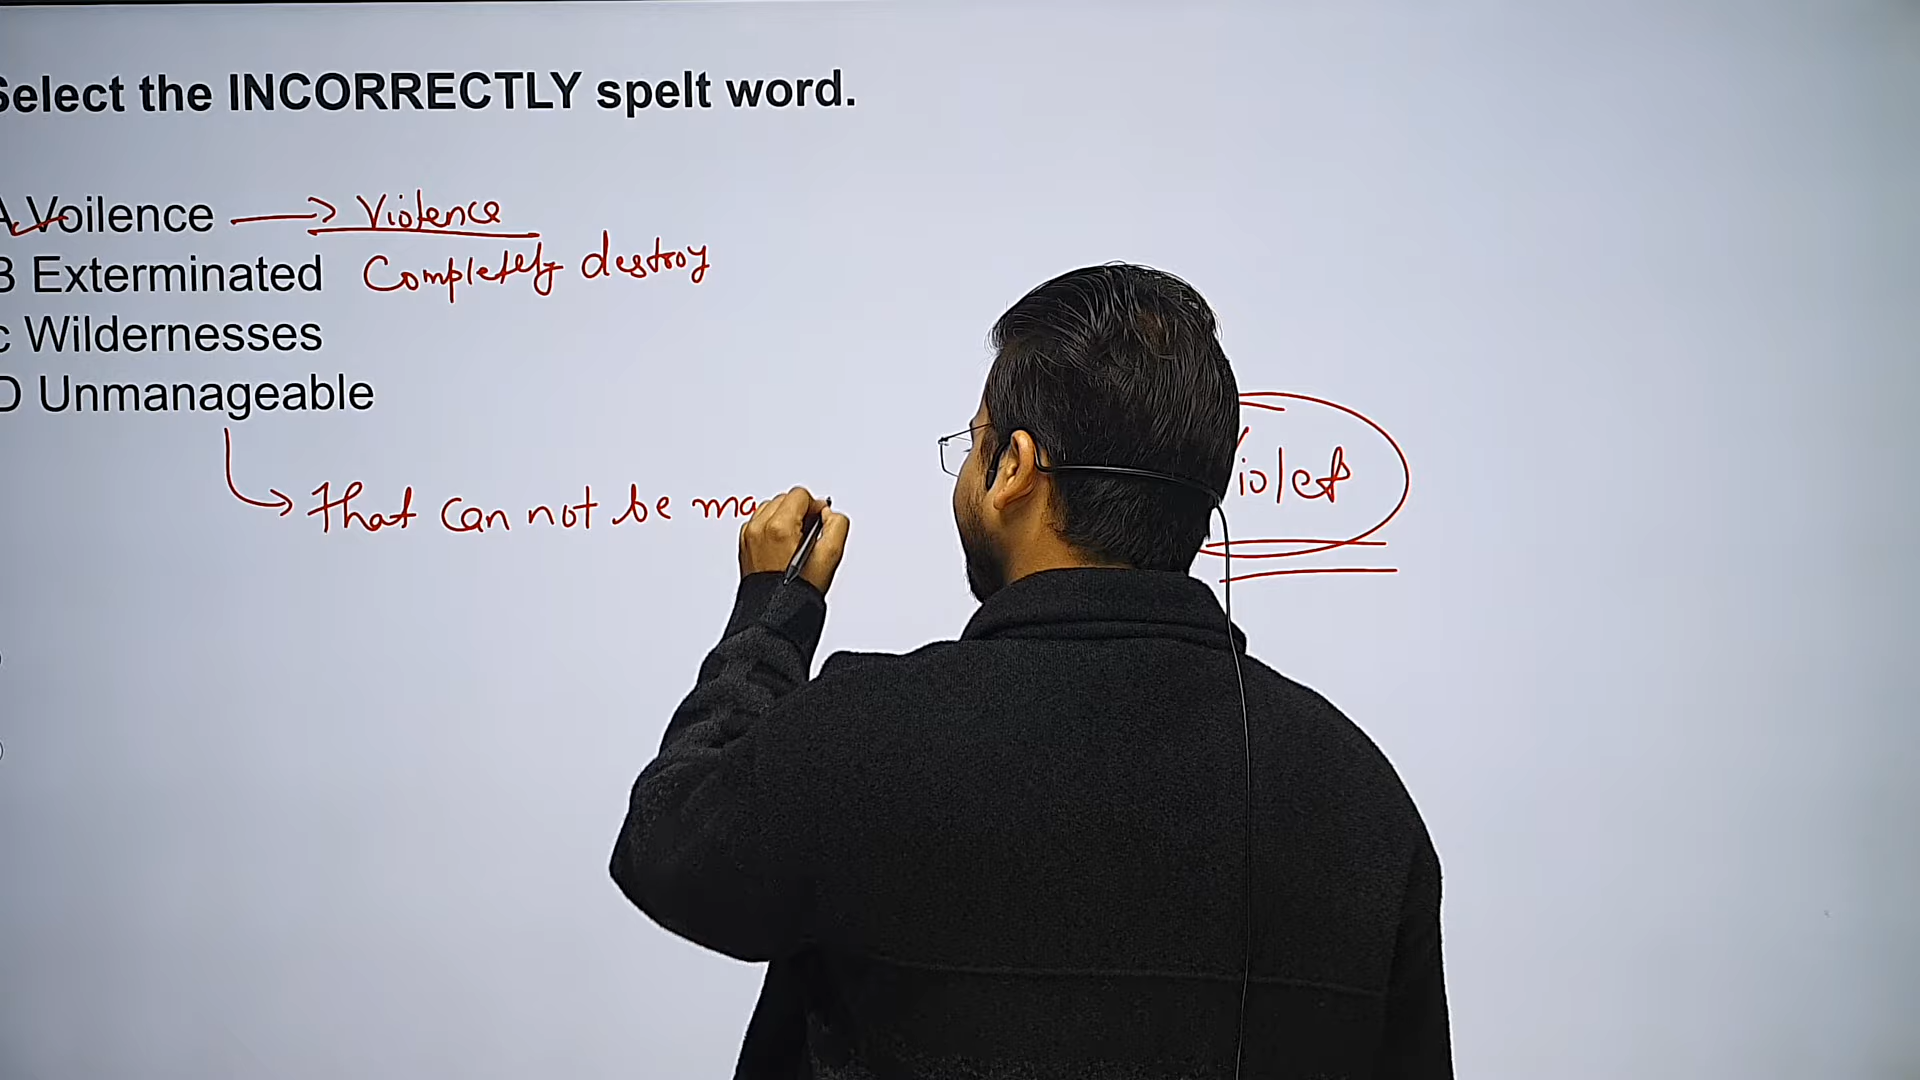 Select the INCORRECTLY spelt word.
A Voilence → Violence
B Exterminated Completely destroy
c Wildernesses
D Unmanageable
→ That can not be ma
iolet